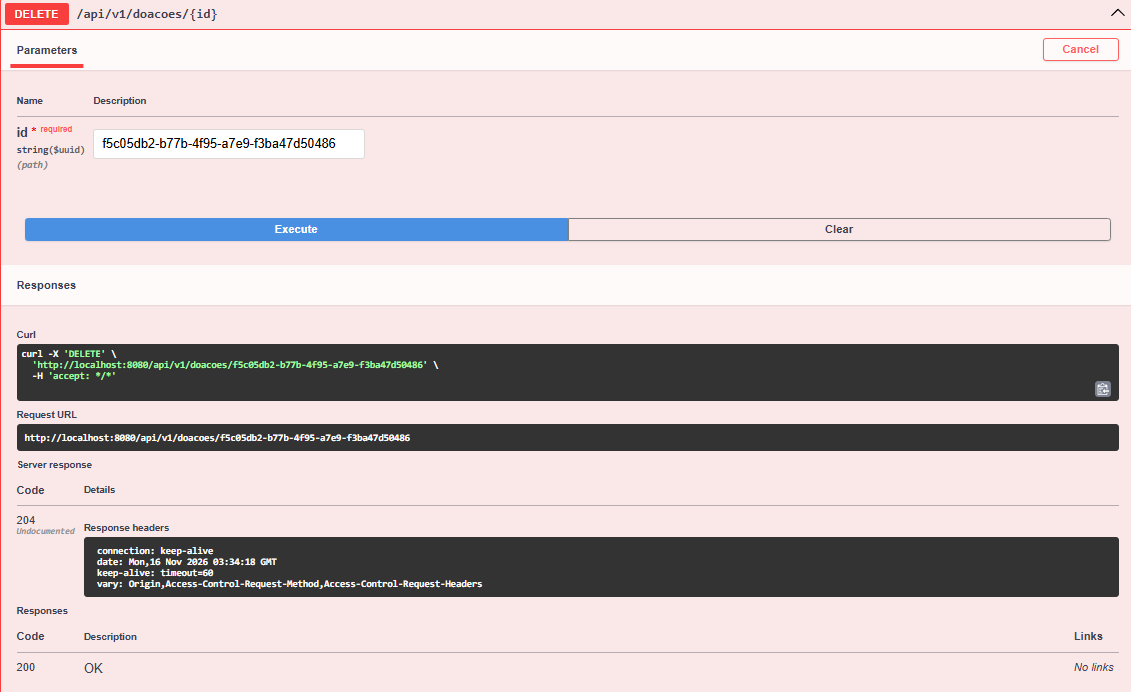 DELETE /api/v1/doacoes/{id}
Parameters
Cancel
Name Description
id * required
string($uuid)
(path)
f5c05db2-b77b-4f95-a7e9-f3ba47d50486
Execute Clear
Responses
Curl
curl -X 'DELETE' \
'http://localhost:8080/api/v1/doacoes/f5c05db2-b77b-4f95-a7e9-f3ba47d50486' \
-H 'accept: */*'
Request URL
http://localhost:8080/api/v1/doacoes/f5c05db2-b77b-4f95-a7e9-f3ba47d50486
Server response
Code Details
204
Undocumented
Response headers
connection: keep-alive
date: Mon,16 Nov 2026 03:34:18 GMT
keep-alive: timeout=60
vary: Origin,Access-Control-Request-Method,Access-Control-Request-Headers
Responses
Code Description Links
200 OK No links